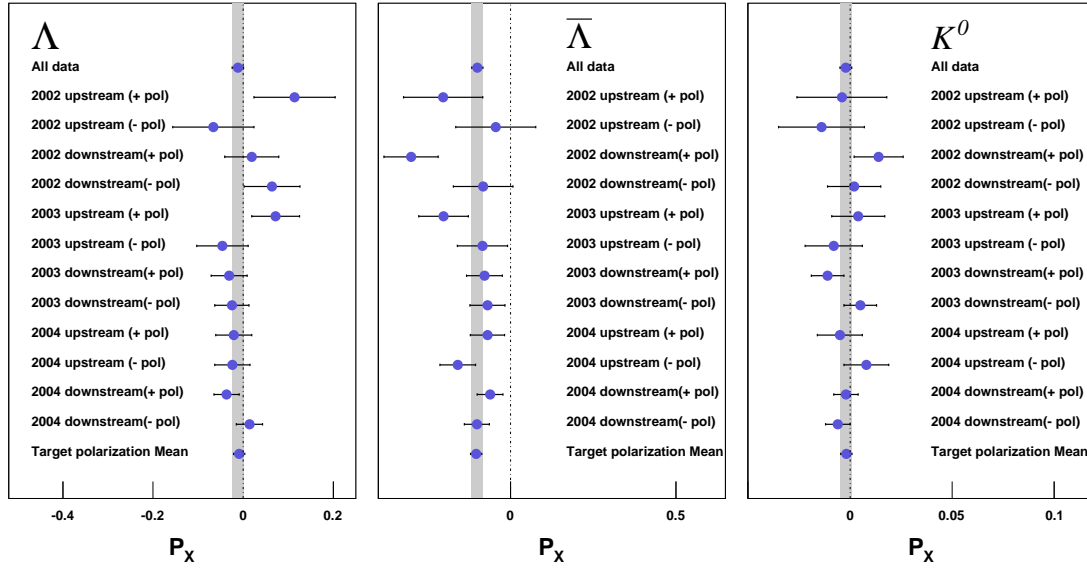 Λ
All data
2002 upstream (+ pol)
2002 upstream (- pol)
2002 downstream(+ pol)
2002 downstream(- pol)
2003 upstream (+ pol)
2003 upstream (- pol)
2003 downstream(+ pol)
2003 downstream(- pol)
2004 upstream (+ pol)
2004 upstream (- pol)
2004 downstream(+ pol)
2004 downstream(- pol)
Target polarization Mean
-0.4 -0.2 0 0.2
P_X
Λ̅
All data
2002 upstream (+ pol)
2002 upstream (- pol)
2002 downstream(+ pol)
2002 downstream(- pol)
2003 upstream (+ pol)
2003 upstream (- pol)
2003 downstream(+ pol)
2003 downstream(- pol)
2004 upstream (+ pol)
2004 upstream (- pol)
2004 downstream(+ pol)
2004 downstream(- pol)
Target polarization Mean
0 0.5
P_X
K⁰
All data
2002 upstream (+ pol)
2002 upstream (- pol)
2002 downstream(+ pol)
2002 downstream(- pol)
2003 upstream (+ pol)
2003 upstream (- pol)
2003 downstream(+ pol)
2003 downstream(- pol)
2004 upstream (+ pol)
2004 upstream (- pol)
2004 downstream(+ pol)
2004 downstream(- pol)
Target polarization Mean
0 0.05 0.1
P_X